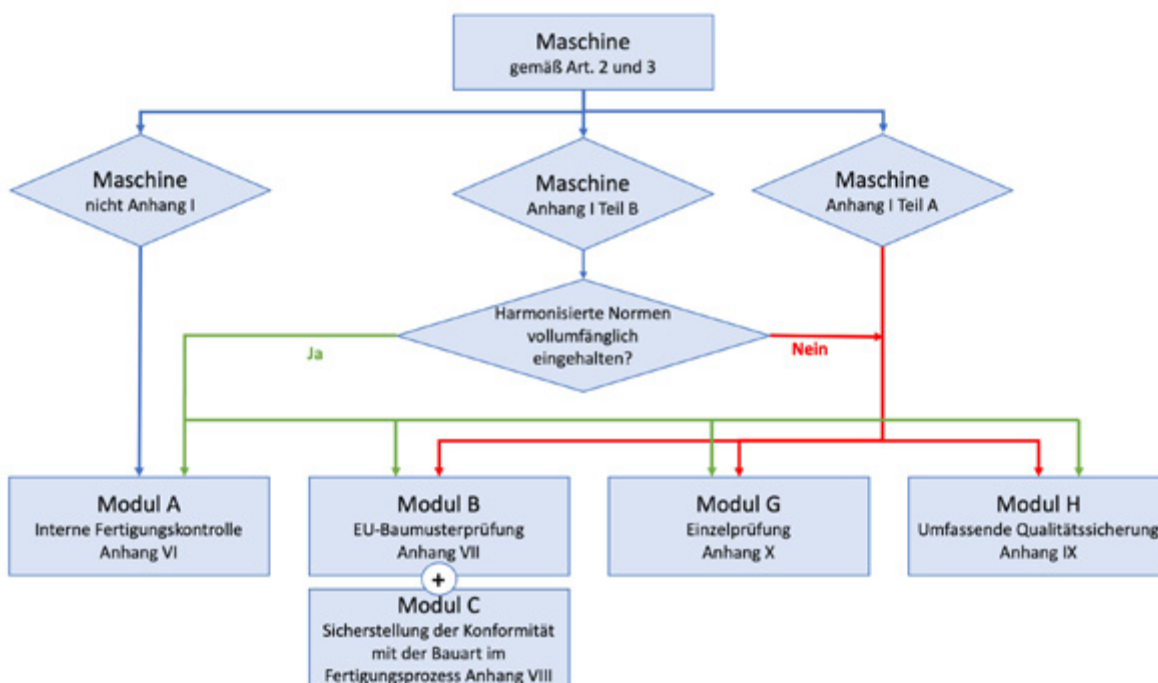 Maschine
gemäß Art. 2 und 3
Maschine
nicht Anhang I
Maschine
Anhang I Teil B
Maschine
Anhang I Teil A
Harmonisierte Normen
vollumfänglich
eingehalten?
Ja
Nein
Modul A
Interne Fertigungskontrolle
Anhang VI
Modul B
EU-Baumusterprüfung
Anhang VII
+
Modul C
Sicherstellung der Konformität
mit der Bauart im
Fertigungsprozess Anhang VIII
Modul G
Einzelprüfung
Anhang X
Modul H
Umfassende Qualitätssicherung
Anhang IX